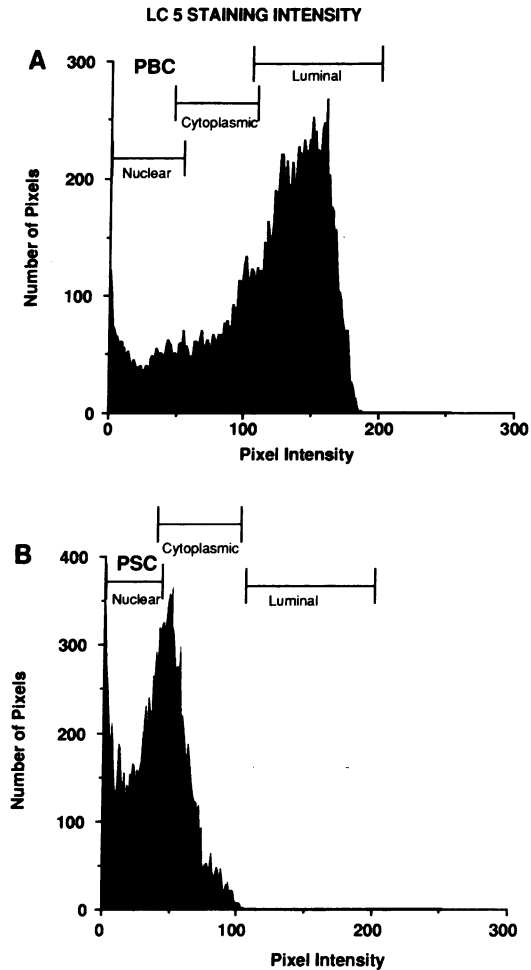 LC 5 STAINING INTENSITY
A
PBC
Luminal
Cytoplasmic
Nuclear
Number of Pixels
300
200
100
0
0 100 200 300
Pixel Intensity
B
PSC
Cytoplasmic
Nuclear
Luminal
Number of Pixels
400
300
200
100
0
0 100 200 300
Pixel Intensity